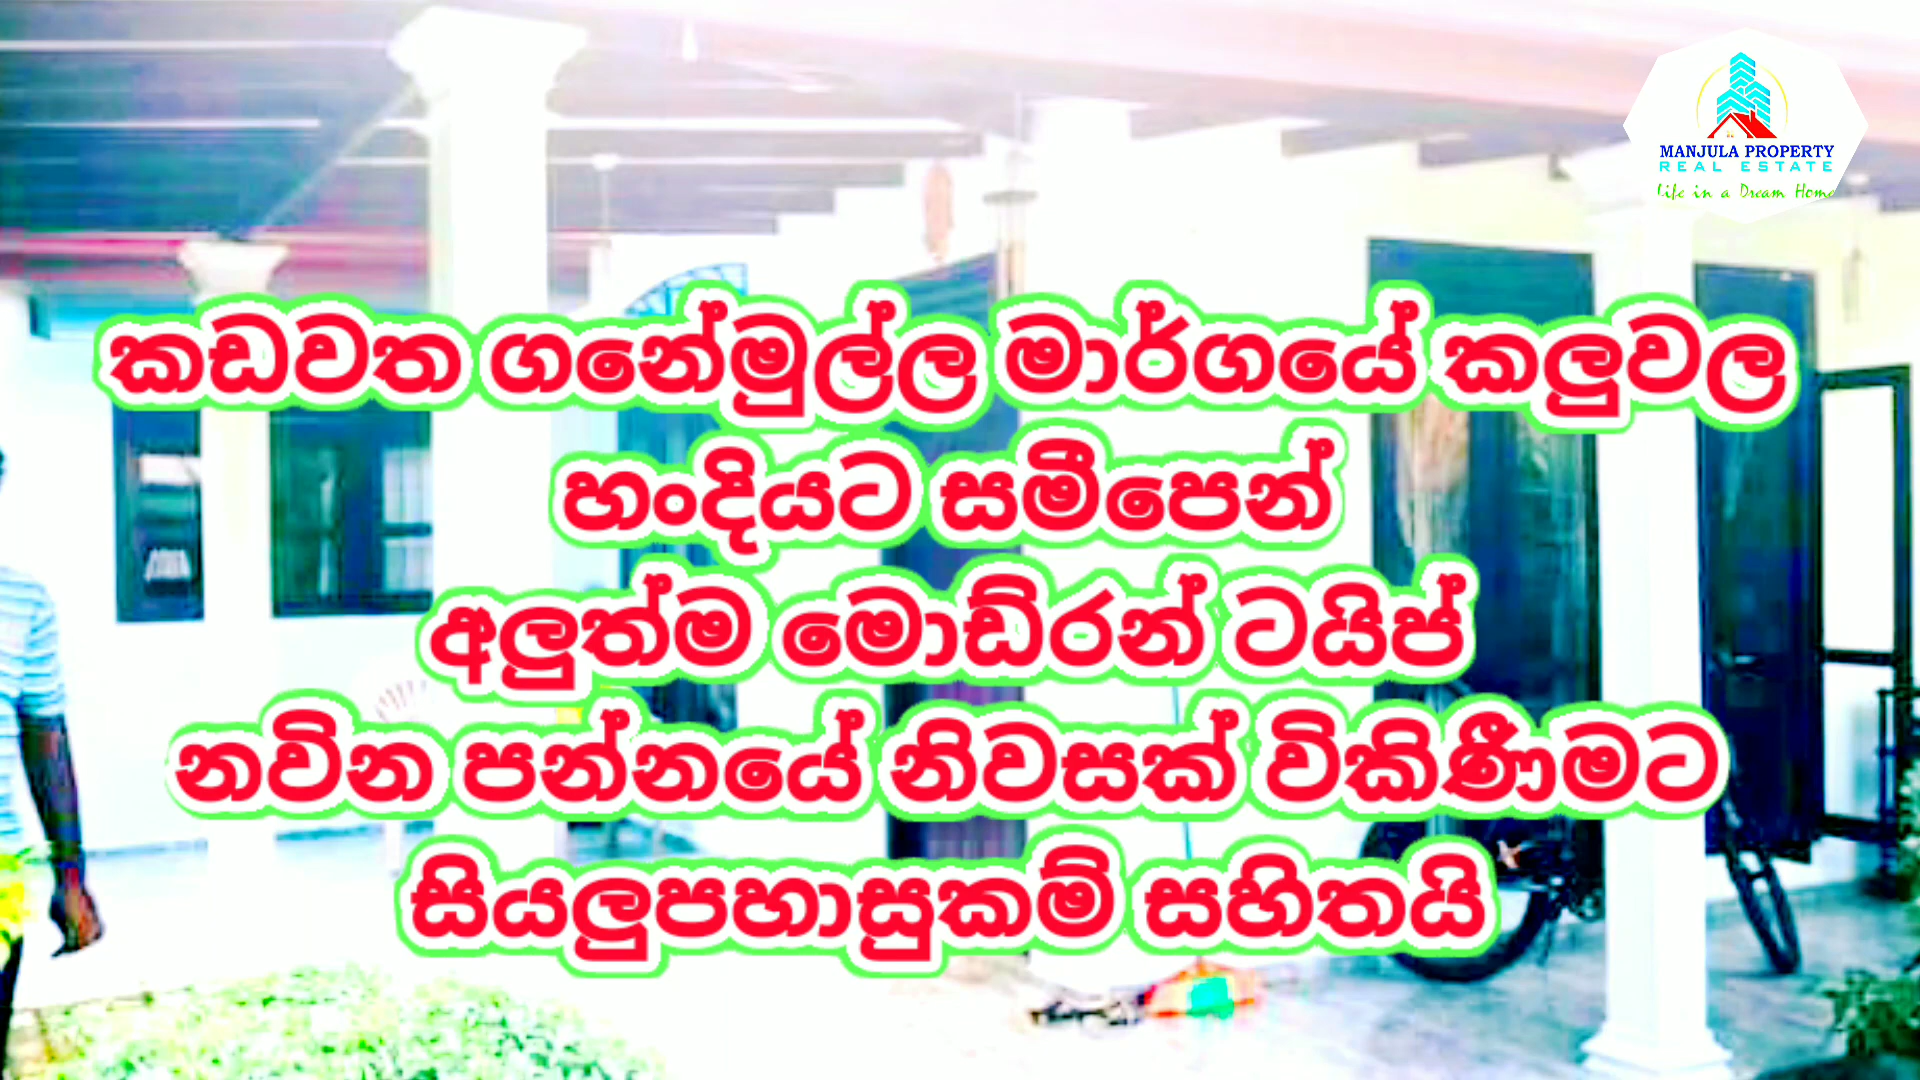 MANJULA PROPERTY
REAL ESTATE
Life in a Dream Home
කඩවත ගනේමුල්ල මාර්ගයේ කලුවල
හංදියට සමීපෙන්
අලුත්ම මොඩ්රන් ටයිප්
නවින පන්නයේ නිවසක් විකිණීමට
සියලුපහාසුකම් සහිතයි